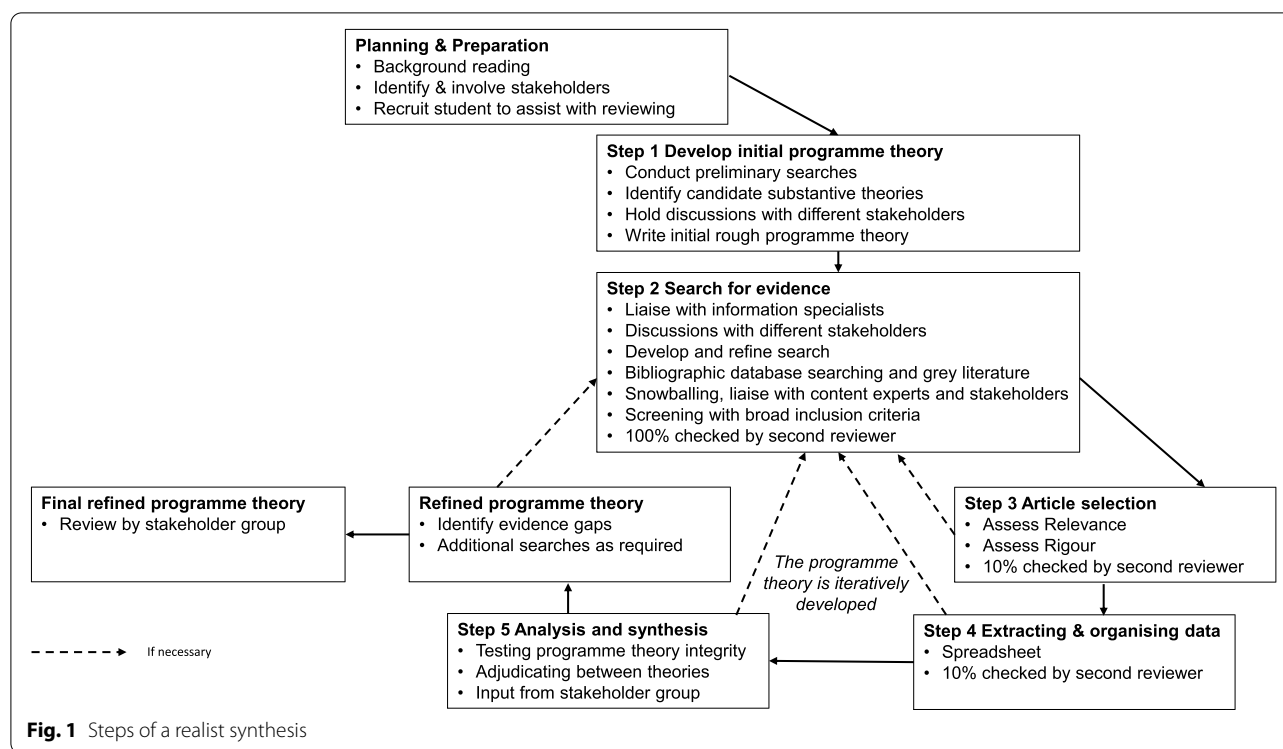 Planning & Preparation
• Background reading
• Identify & involve stakeholders
• Recruit student to assist with reviewing
Step 1 Develop initial programme theory
• Conduct preliminary searches
• Identify candidate substantive theories
• Hold discussions with different stakeholders
• Write initial rough programme theory
Step 2 Search for evidence
• Liaise with information specialists
• Discussions with different stakeholders
• Develop and refine search
• Bibliographic database searching and grey literature
• Snowballing, liaise with content experts and stakeholders
• Screening with broad inclusion criteria
• 100% checked by second reviewer
Step 3 Article selection
• Assess Relevance
• Assess Rigour
• 10% checked by second reviewer
Step 4 Extracting & organising data
• Spreadsheet
• 10% checked by second reviewer
Step 5 Analysis and synthesis
• Testing programme theory integrity
• Adjudicating between theories
• Input from stakeholder group
Refined programme theory
• Identify evidence gaps
• Additional searches as required
Final refined programme theory
• Review by stakeholder group
The programme
theory is iteratively
developed
If necessary
Fig. 1 Steps of a realist synthesis